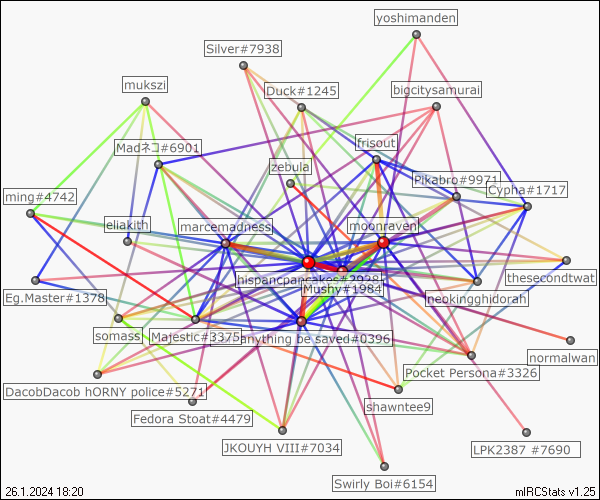 yoshimanden
Silver#7938
mukszi
Duck#1245
bigcitysamurai
Madネコ#6901
frisout
zebula
Pikabro#9971
ming#4742
Cypha#1717
eliakith
marcemadness
moonraven
hispancpancakes#3928
thesecondtwat
Eg.Master#1378
Mushy#1984
neokingghidorah
somass
Majestic#3375
anything be saved#0396
normalwan
Pocket Persona#3326
DacobDacob hORNY police#5271
shawntee9
Fedora Stoat#4479
JKOUYH VIII#7034
LPK2387 #7690
Swirly Boi#6154
26.1.2024 18:20
mIRCStats v1.25